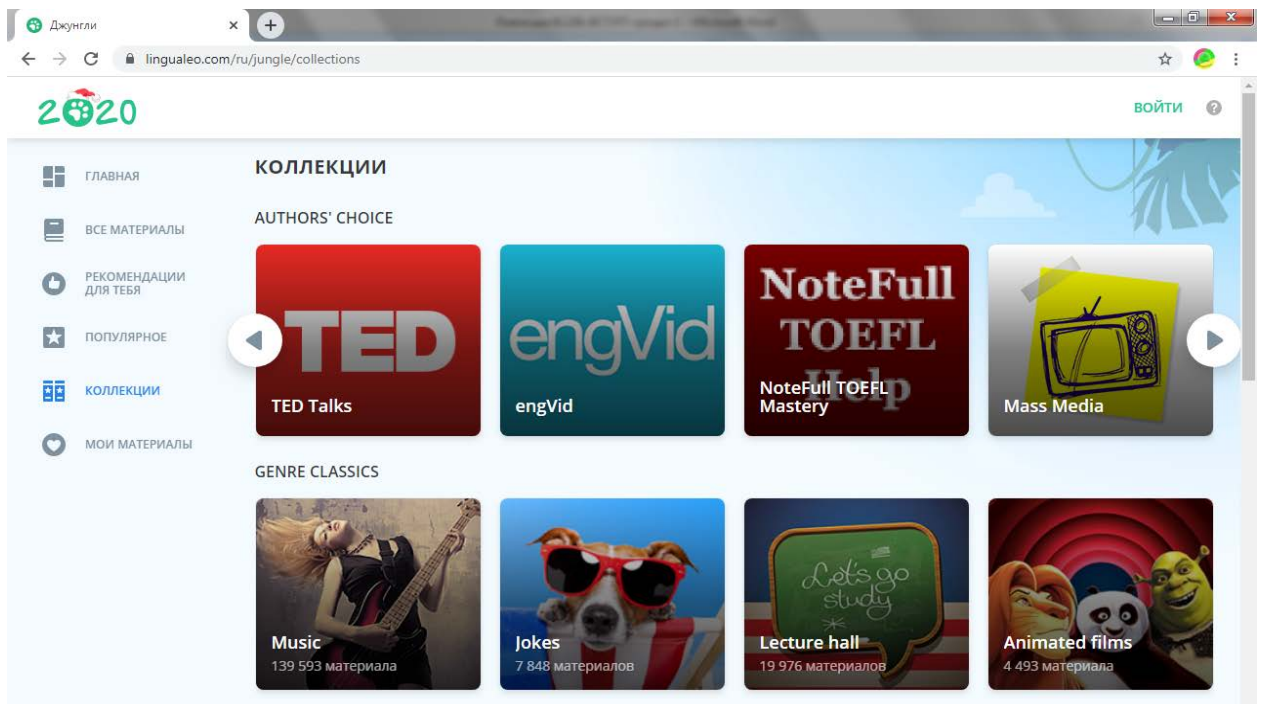 Джунгли
lingualeo.com/ru/jungle/collections
2020
ВОЙТИ
?
ГЛАВНАЯ
ВСЕ МАТЕРИАЛЫ
РЕКОМЕНДАЦИИ
ДЛЯ ТЕБЯ
ПОПУЛЯРНОЕ
КОЛЛЕКЦИИ
МОИ МАТЕРИАЛЫ
КОЛЛЕКЦИИ
AUTHORS' CHOICE
TED
TED Talks
engVid
engVid
NoteFull
TOEFL
Help
NoteFull TOEFL
Mastery
Mass Media
GENRE CLASSICS
Music
139 593 материала
Jokes
7 848 материалов
Let's go
study
Lecture hall
19 976 материалов
Animated films
4 493 материала